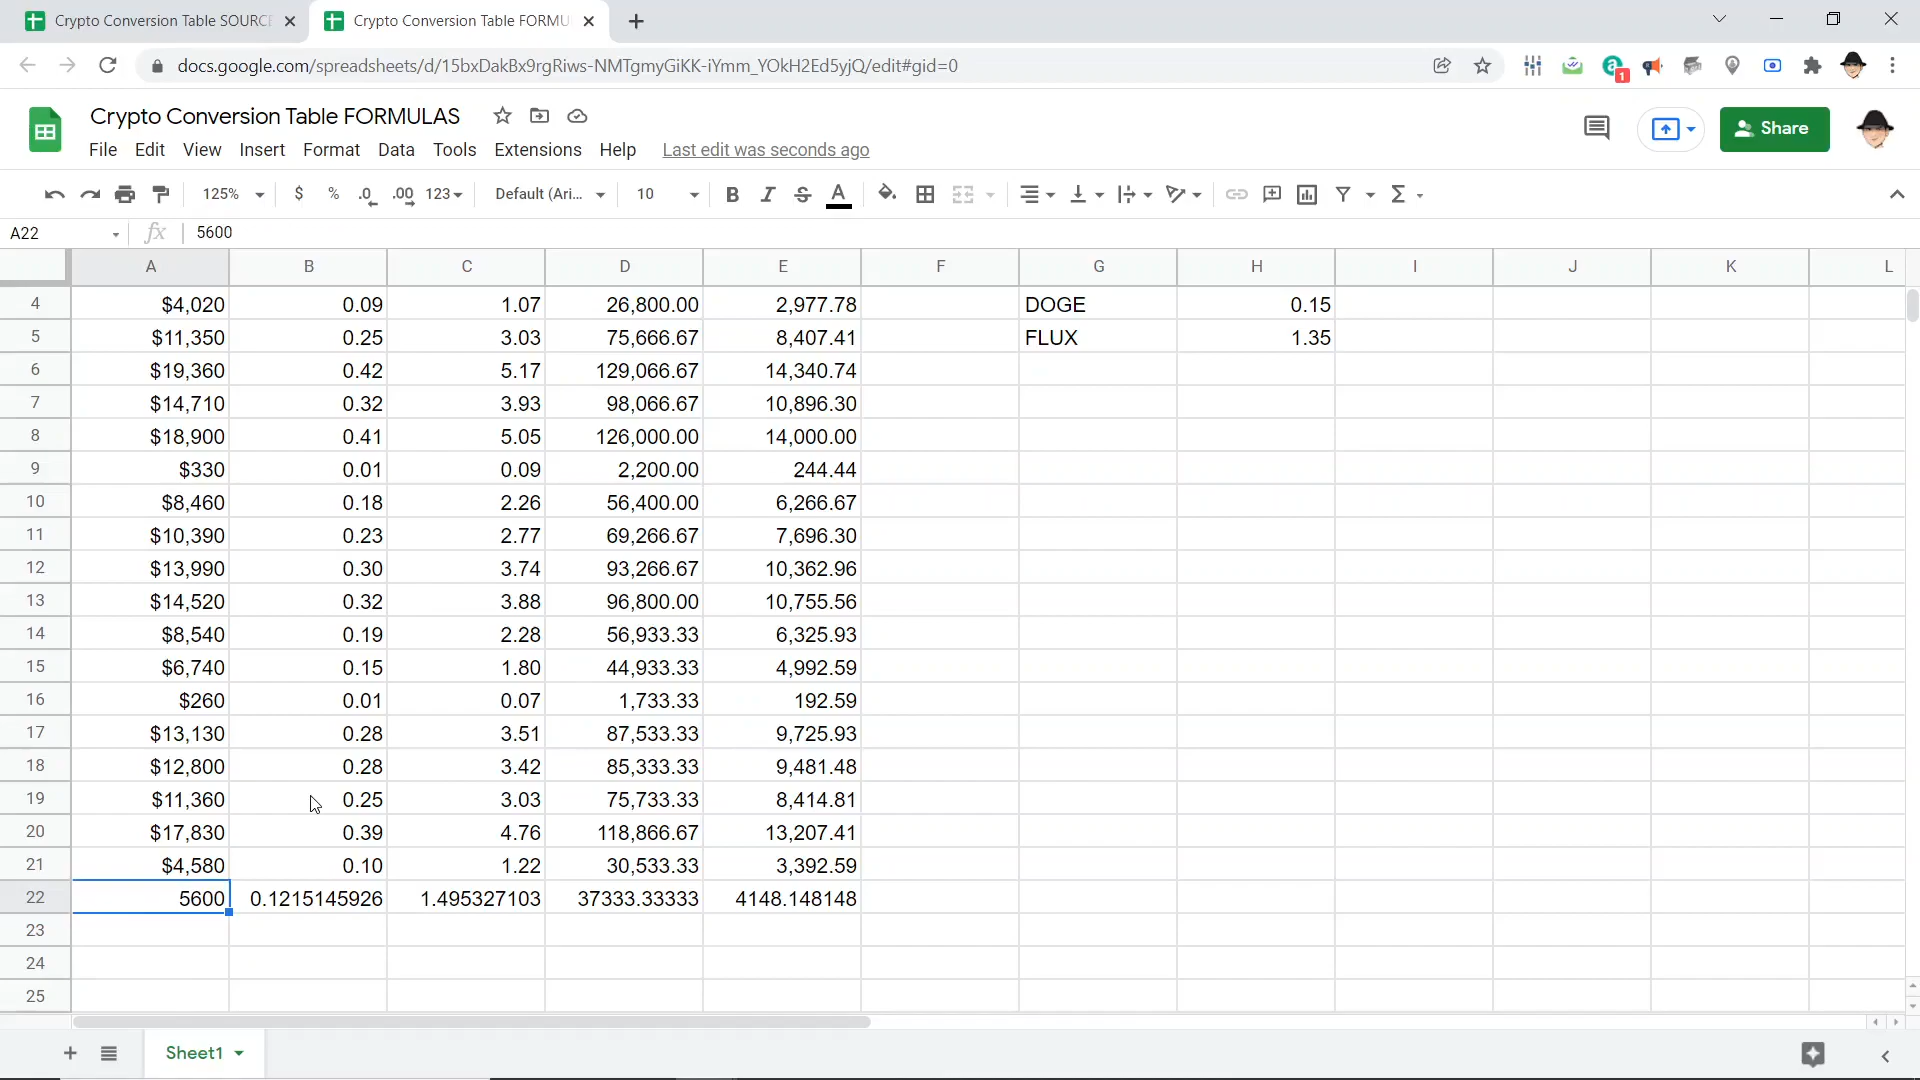 Crypto Conversion Table SOURCE
Crypto Conversion Table FORMU
docs.google.com/spreadsheets/d/15bxDakBx9rgRiws-NMTgmyGiKK-iYmm_YOkH2Ed5yjQ/edit#gid=0
1
Crypto Conversion Table FORMULAS
File Edit View Insert Format Data Tools Extensions Help Last edit was seconds ago
Share
125% $ % .0 .00 123 Default (Ari... 10 B I S A
A22 fx 5600
A B C D E F G H I J K L
4 $4,020 0.09 1.07 26,800.00 2,977.78 DOGE 0.15
5 $11,350 0.25 3.03 75,666.67 8,407.41 FLUX 1.35
6 $19,360 0.42 5.17 129,066.67 14,340.74
7 $14,710 0.32 3.93 98,066.67 10,896.30
8 $18,900 0.41 5.05 126,000.00 14,000.00
9 $330 0.01 0.09 2,200.00 244.44
10 $8,460 0.18 2.26 56,400.00 6,266.67
11 $10,390 0.23 2.77 69,266.67 7,696.30
12 $13,990 0.30 3.74 93,266.67 10,362.96
13 $14,520 0.32 3.88 96,800.00 10,755.56
14 $8,540 0.19 2.28 56,933.33 6,325.93
15 $6,740 0.15 1.80 44,933.33 4,992.59
16 $260 0.01 0.07 1,733.33 192.59
17 $13,130 0.28 3.51 87,533.33 9,725.93
18 $12,800 0.28 3.42 85,333.33 9,481.48
19 $11,360 0.25 3.03 75,733.33 8,414.81
20 $17,830 0.39 4.76 118,866.67 13,207.41
21 $4,580 0.10 1.22 30,533.33 3,392.59
22 5600 0.1215145926 1.495327103 37333.33333 4148.148148
23
24
25
Sheet1